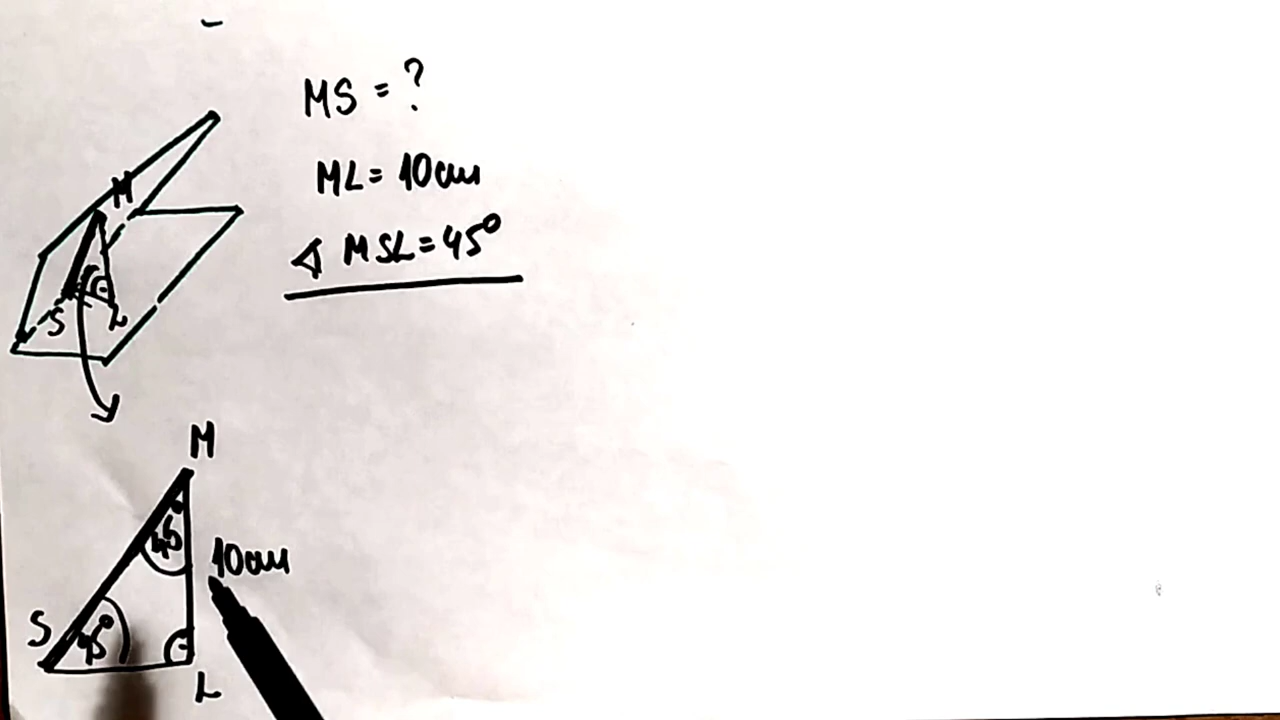 MS = ?
ML = 10cm
∢ MSL = 45°
M
S
L
M
45°
10cm
S
45°
L